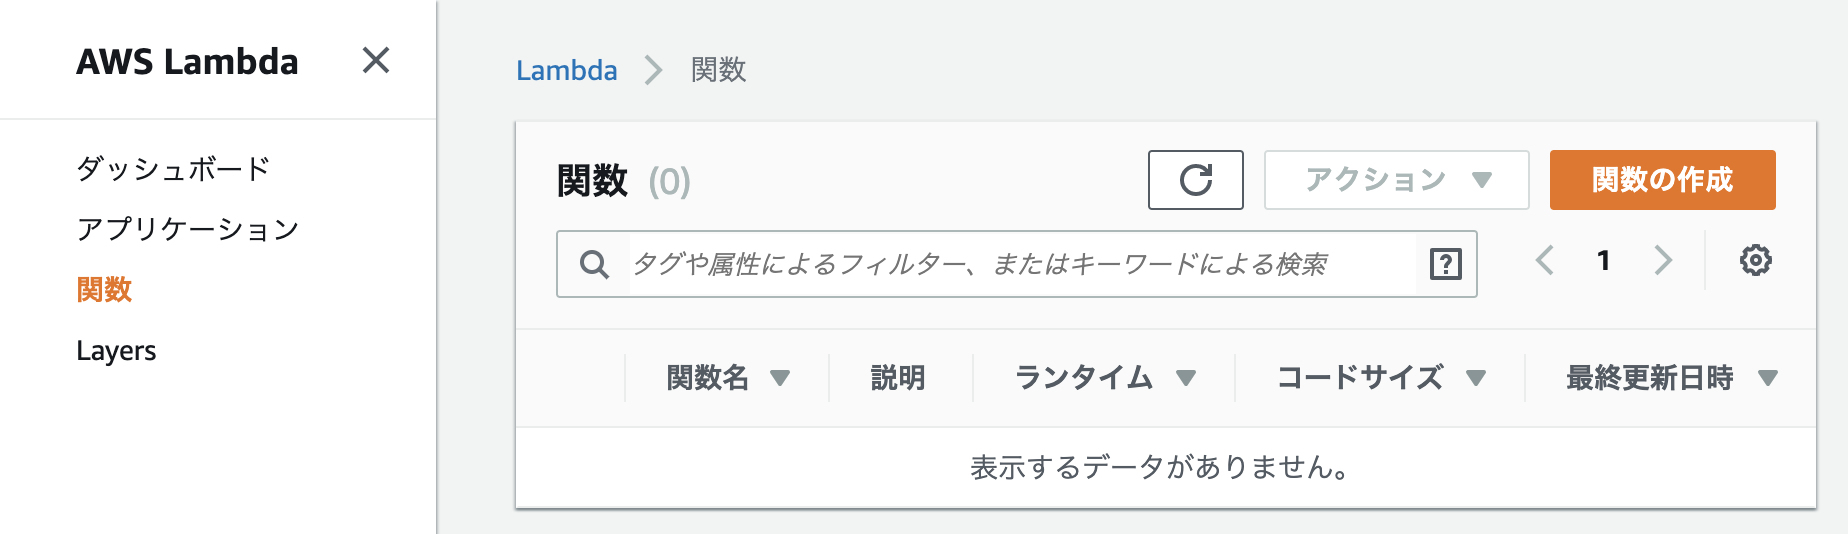 AWS Lambda
ダッシュボード
アプリケーション
関数
Layers
Lambda 関数
関数 (0)
アクション
関数の作成
タグや属性によるフィルター、またはキーワードによる検索
1
関数名 説明 ランタイム コードサイズ 最終更新日時
表示するデータがありません。